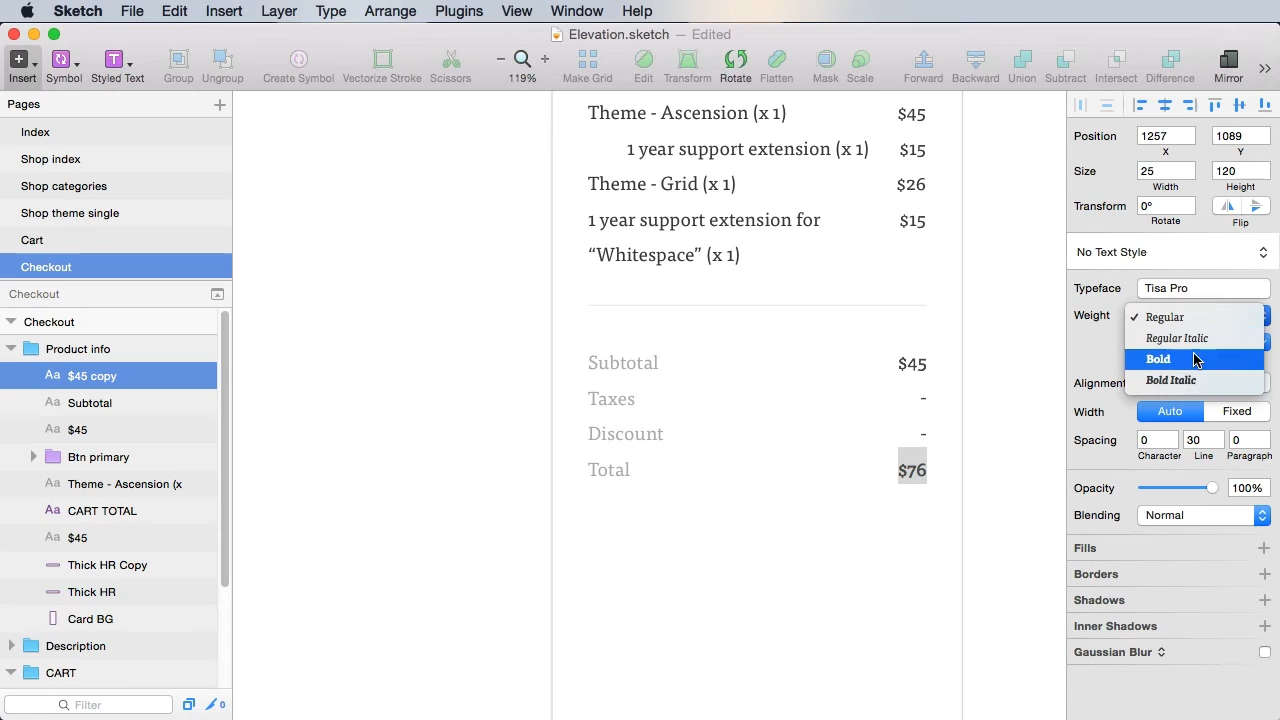 Sketch File Edit Insert Layer Type Arrange Plugins View Window Help
Elevation.sketch — Edited
Insert Symbol Styled Text Group Ungroup Create Symbol Vectorize Stroke Scissors 119% Make Grid Edit Transform Rotate Flatten Mask Scale Forward Backward Union Subtract Intersect Difference Mirror
Pages
Index
Shop index
Shop categories
Shop theme single
Cart
Checkout
Checkout
Checkout
Product info
Aa $45 copy
Aa Subtotal
Aa $45
Btn primary
Aa Theme - Ascension (x
Aa CART TOTAL
Aa $45
Thick HR Copy
Thick HR
Card BG
Description
CART
Filter 0
Theme - Ascension (x 1) $45
1 year support extension (x 1) $15
Theme - Grid (x 1) $26
1 year support extension for $15
“Whitespace” (x 1)
Subtotal $45
Taxes -
Discount -
Total $76
Position 1257 1089
X Y
Size 25 120
Width Height
Transform 0°
Rotate Flip
No Text Style
Typeface Tisa Pro
Weight
✓ Regular
Regular Italic
Bold
Bold Italic
Alignment
Width Auto Fixed
Spacing 0 30 0
Character Line Paragraph
Opacity 100%
Blending Normal
Fills
Borders
Shadows
Inner Shadows
Gaussian Blur